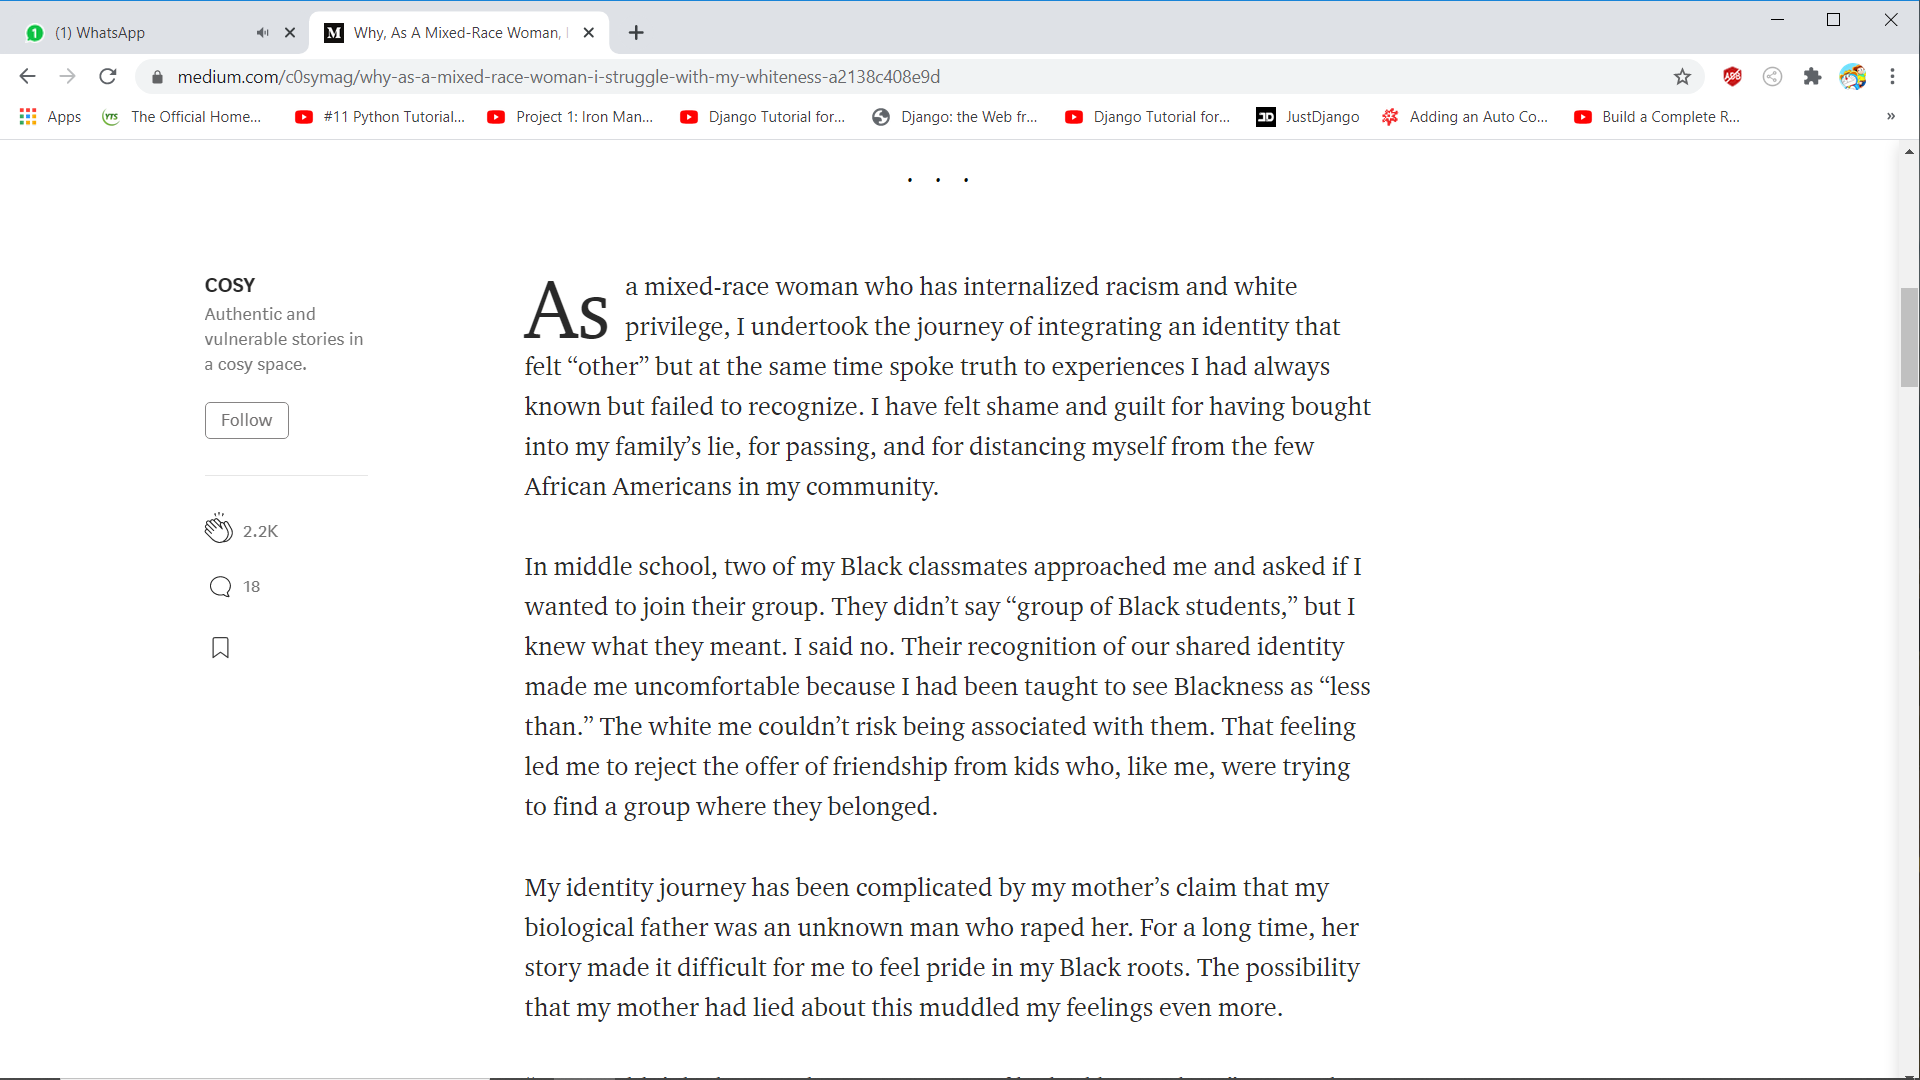 (1) WhatsApp
Why, As A Mixed-Race Woman,
medium.com/c0symag/why-as-a-mixed-race-woman-i-struggle-with-my-whiteness-a2138c408e9d
Apps The Official Home... #11 Python Tutorial... Project 1: Iron Man... Django Tutorial for... Django: the Web fr... Django Tutorial for... JustDjango Adding an Auto Co... Build a Complete R... »
. . .
COSY
Authentic and
vulnerable stories in
a cosy space.
Follow
2.2K
18
As a mixed-race woman who has internalized racism and white
privilege, I undertook the journey of integrating an identity that
felt “other” but at the same time spoke truth to experiences I had always
known but failed to recognize. I have felt shame and guilt for having bought
into my family’s lie, for passing, and for distancing myself from the few
African Americans in my community.
In middle school, two of my Black classmates approached me and asked if I
wanted to join their group. They didn’t say “group of Black students,” but I
knew what they meant. I said no. Their recognition of our shared identity
made me uncomfortable because I had been taught to see Blackness as “less
than.” The white me couldn’t risk being associated with them. That feeling
led me to reject the offer of friendship from kids who, like me, were trying
to find a group where they belonged.
My identity journey has been complicated by my mother’s claim that my
biological father was an unknown man who raped her. For a long time, her
story made it difficult for me to feel pride in my Black roots. The possibility
that my mother had lied about this muddled my feelings even more.